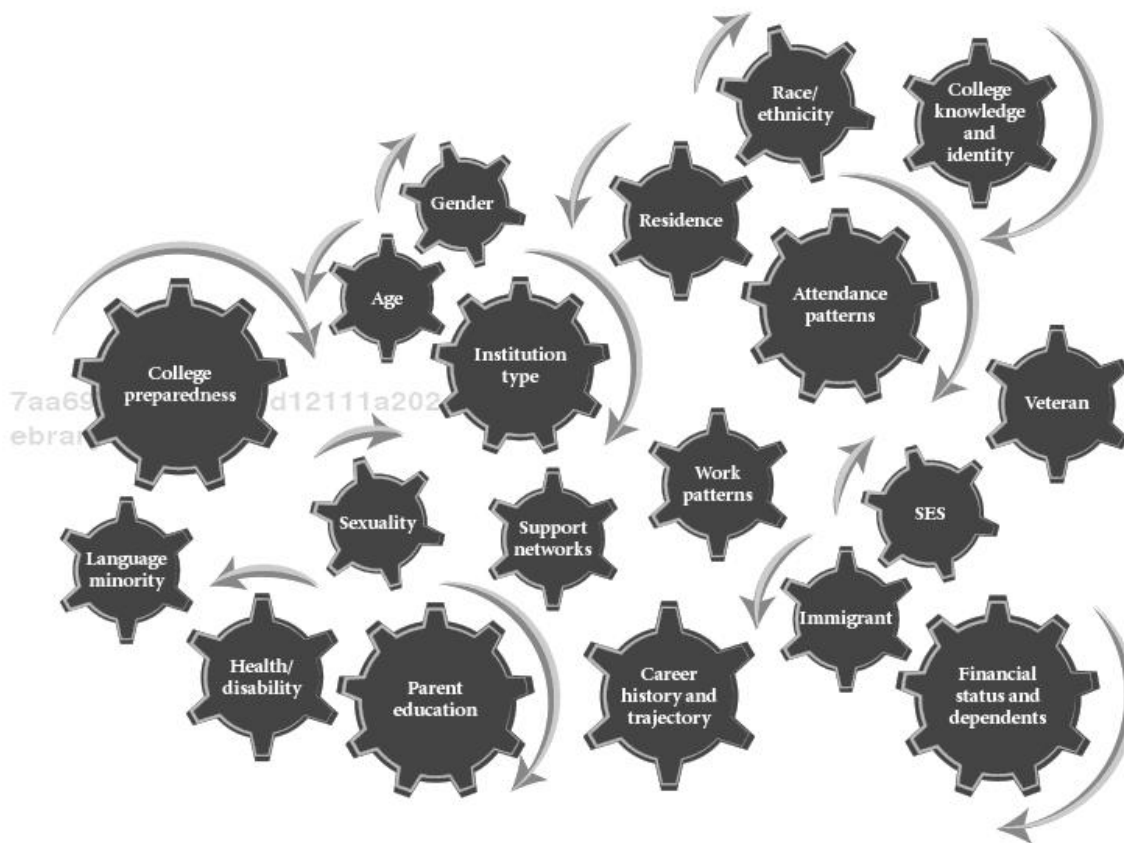 Race/
ethnicity
College
knowledge
and
identity
Gender
Residence
Age
Attendance
patterns
Institution
type
College
preparedness
7aa69
d12111a202
ebra
Veteran
Work
patterns
SES
Sexuality
Support
networks
Language
minority
Immigrant
Health/
disability
Parent
education
Career
history and
trajectory
Financial
status and
dependents